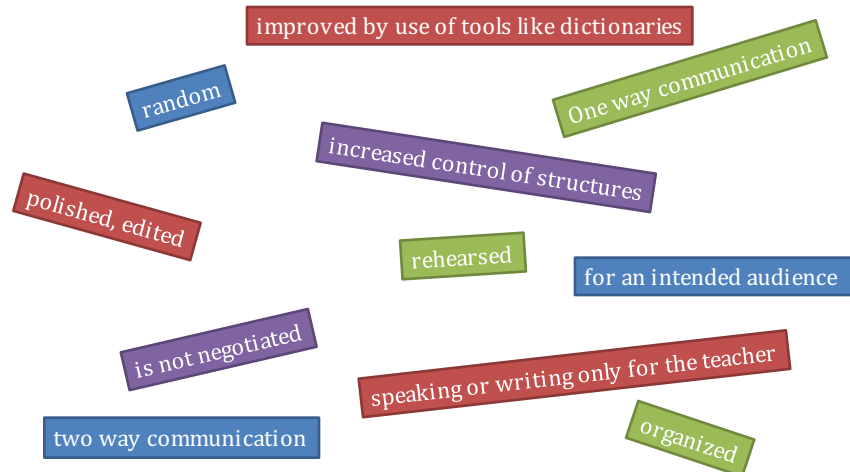 improved by use of tools like dictionaries
One way communication
random
increased control of structures
polished, edited
rehearsed
for an intended audience
is not negotiated
speaking or writing only for the teacher
two way communication
organized